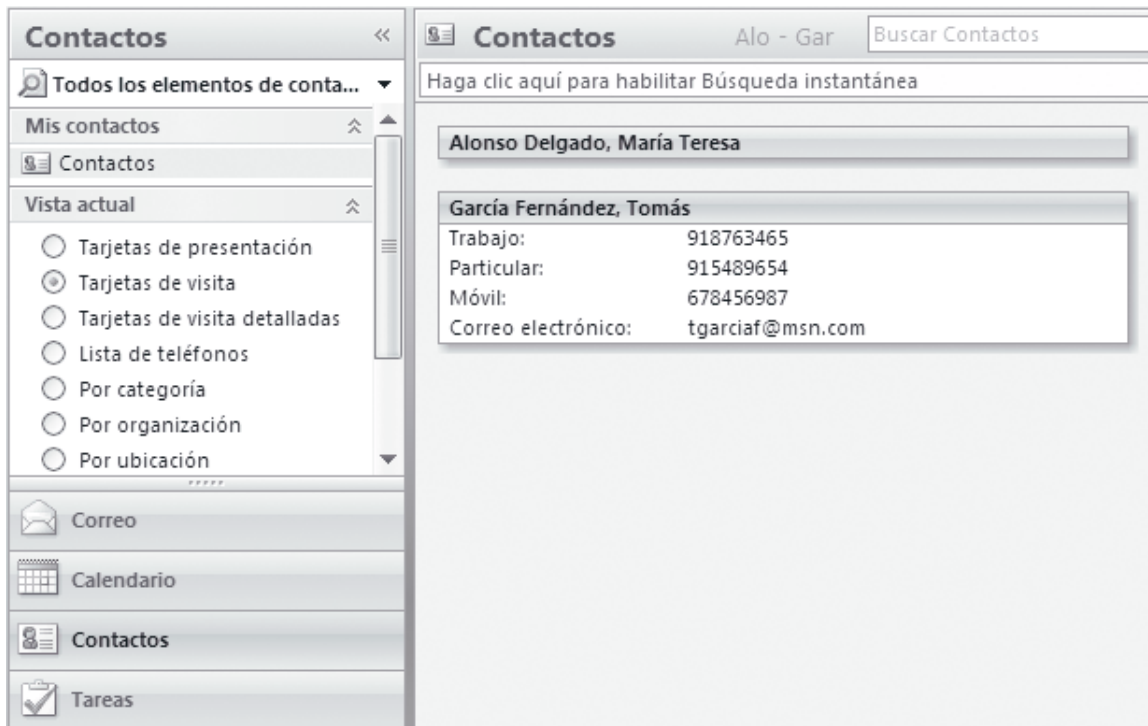 Contactos
Todos los elementos de conta...
Mis contactos
Contactos
Vista actual
Tarjetas de presentación
Tarjetas de visita
Tarjetas de visita detalladas
Lista de teléfonos
Por categoría
Por organización
Por ubicación
Correo
Calendario
Contactos
Tareas
Contactos Alo - Gar Buscar Contactos
Haga clic aquí para habilitar Búsqueda instantánea
Alonso Delgado, María Teresa
García Fernández, Tomás
Trabajo: 918763465
Particular: 915489654
Móvil: 678456987
Correo electrónico: tgarciaf@msn.com